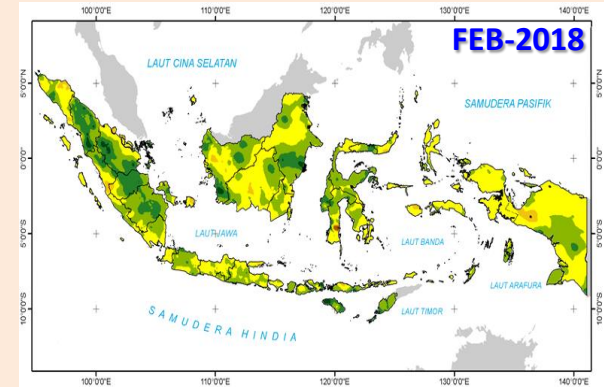 100°0'0"E 110°0'0"E 120°0'0"E 130°0'0"E 140°0'0"E
FEB-2018
LAUT CINA SELATAN
SAMUDERA PASIFIK
5°0'0"N
0°0'0"
5°0'0"S
10°0'0"S
LAUT JAWA
LAUT BANDA
LAUT ARAFURA
LAUT TIMOR
SAMUDERA HINDIA
100°0'0"E 110°0'0"E 120°0'0"E 130°0'0"E 140°0'0"E